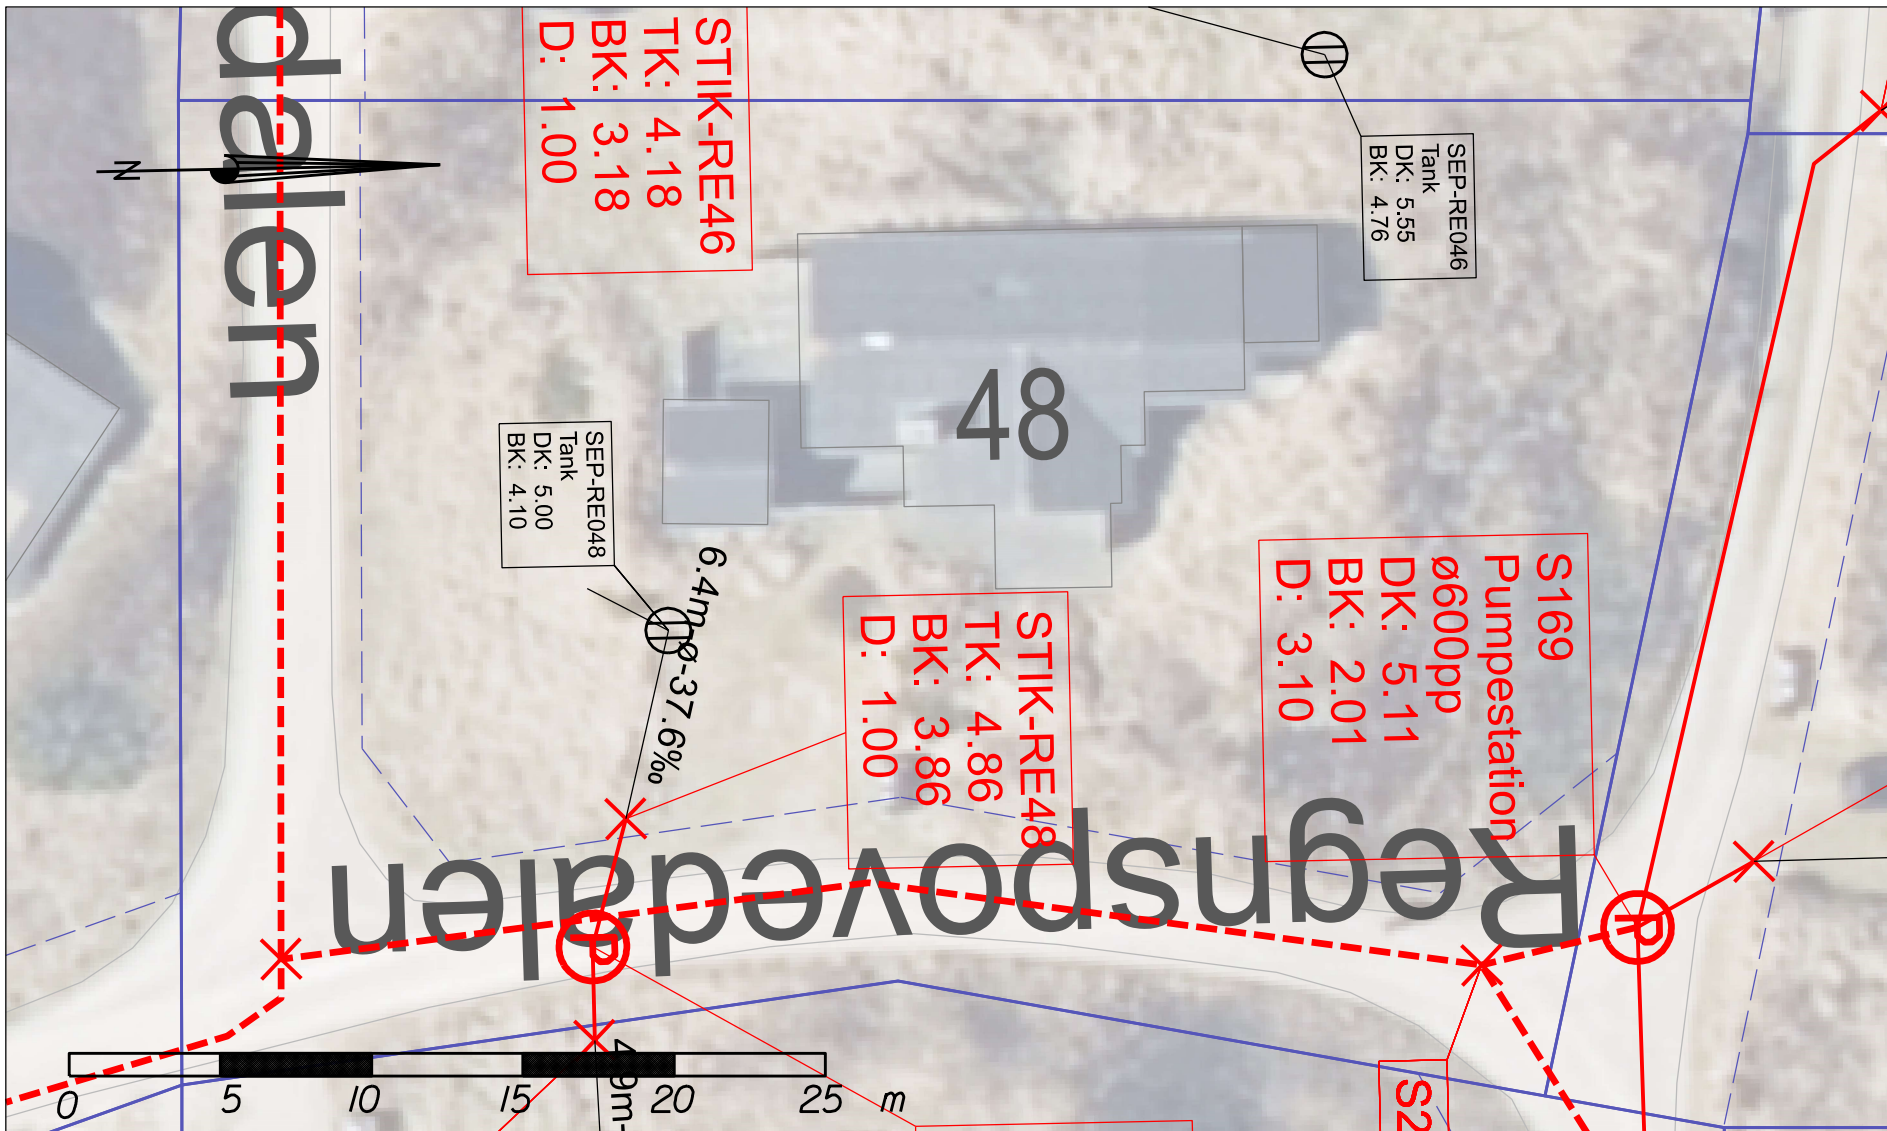 dalen
N
STIK-RE46
TK: 4.18
BK: 3.18
D: 1.00
SEP-RE046
Tank
DK: 5.55
BK: 4.76
48
SEP-RE048
Tank
DK: 5.00
BK: 4.10
6.4m-ø-37.6‰
STIK-RE48
TK: 4.86
BK: 3.86
D: 1.00
S169
Pumpestation
ø600pp
DK: 5.11
BK: 2.01
D: 3.10
Regnspovedalen
P
P
S2
0 5 10 15 20 25 m